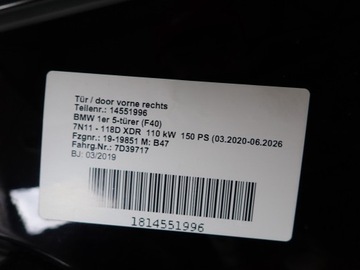 Tür / door vorne rechts
Teilenr.: 14551996
BMW 1er 5-türer (F40)
7N11 - 118D XDR 110 kW 150 PS (03.2020-06.2026
Fzgnr.: 19-19851 M: B47
Fahrg.Nr.: 7D39717
BJ: 03/2019
1814551996